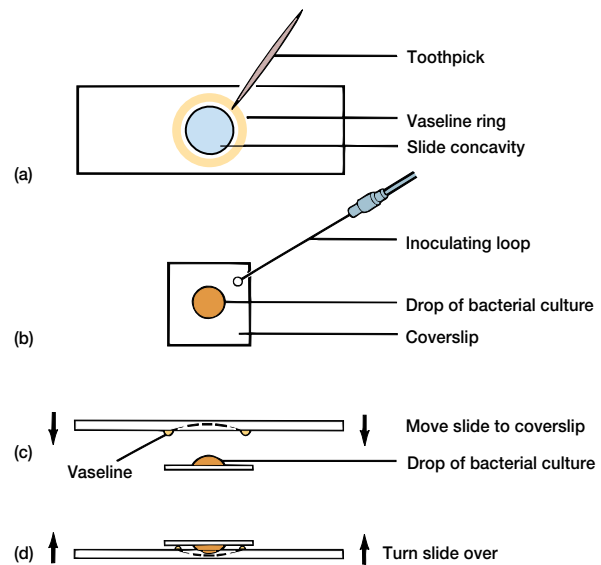 Toothpick
Vaseline ring
Slide concavity
(a)
Inoculating loop
Drop of bacterial culture
Coverslip
(b)
Move slide to coverslip
(c)
Vaseline
Drop of bacterial culture
(d)
Turn slide over